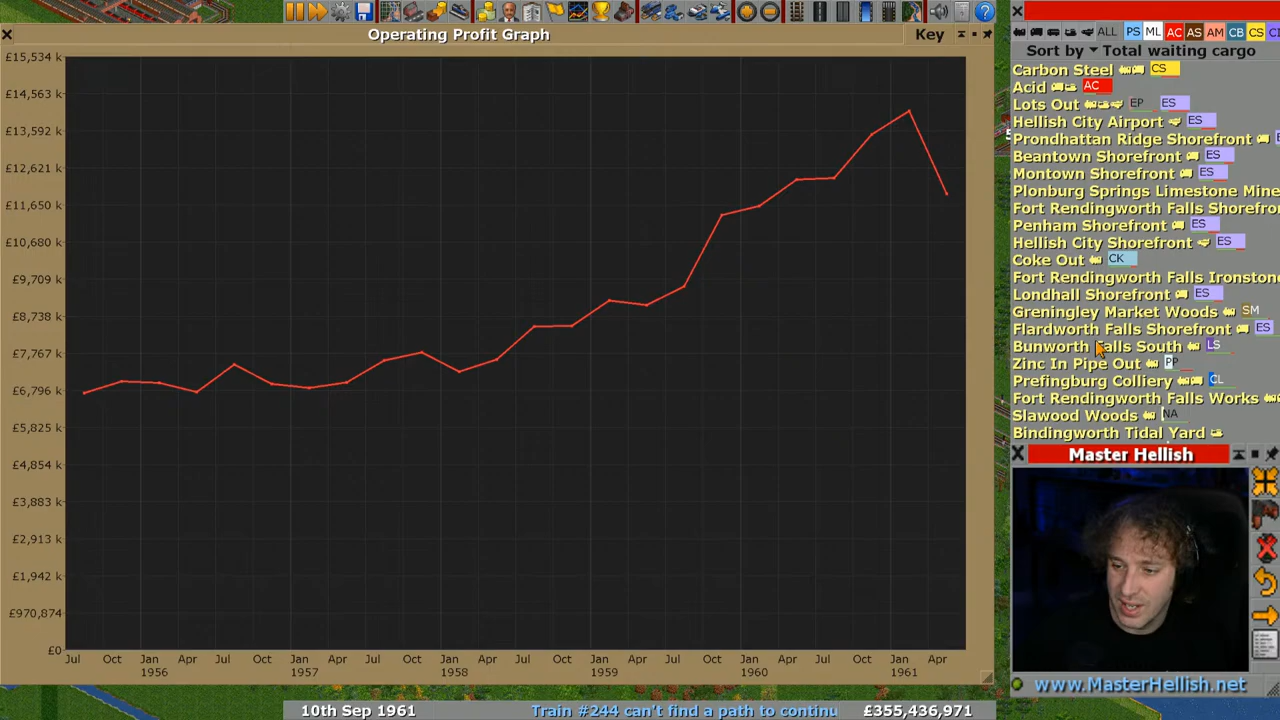 Operating Profit Graph
Key
£15,534 k
£14,563 k
£13,592 k
£12,621 k
£11,650 k
£10,680 k
£9,709 k
£8,738 k
£7,767 k
£6,796 k
£5,825 k
£4,854 k
£3,883 k
£2,913 k
£1,942 k
£970,874
£0
Jul Oct Jan Apr Jul Oct Jan Apr Jul Oct Jan Apr Jul Oct Jan Apr Jul Oct Jan Apr Jul Oct Jan Apr
1956 1957 1958 1959 1960 1961
ALL PS ML AC AS AM CB CS
Sort by Total waiting cargo
Carbon Steel CS
Acid AC
Lots Out EP ES
Hellish City Airport ES
Prondhattan Ridge Shorefront
Beantown Shorefront ES
Montown Shorefront ES
Plonburg Springs Limestone Mine
Fort Rendingworth Falls Shorefro
Penham Shorefront ES
Hellish City Shorefront ES
Coke Out CK
Fort Rendingworth Falls Ironstone
Londhall Shorefront ES
Greningley Market Woods SM
Flardworth Falls Shorefront ES
Bunworth Falls South LS
Zinc In Pipe Out PP
Prefingburg Colliery CL
Fort Rendingworth Falls Works
Slawood Woods NA
Bindingworth Tidal Yard
Master Hellish
www.MasterHellish.net
10th Sep 1961
Train #244 can't find a path to continu
£355,436,971